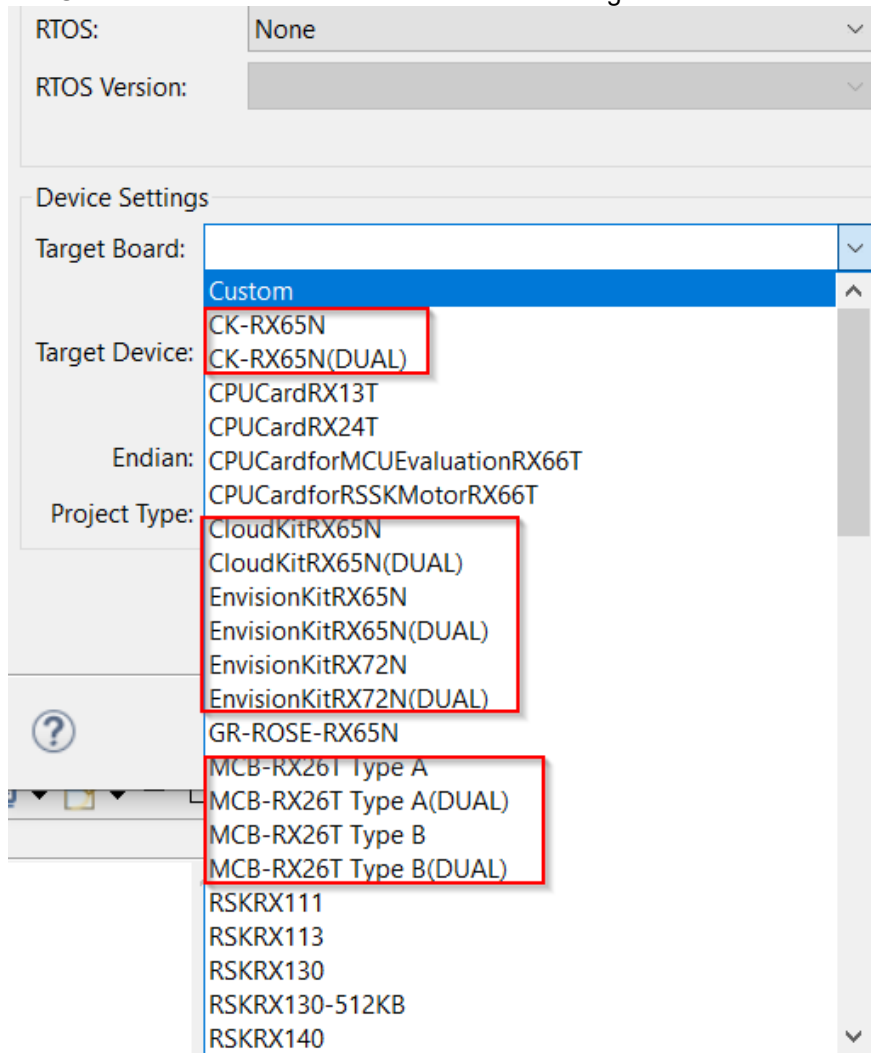 RTOS: None
RTOS Version:
Device Settings
Target Board:
Custom
CK-RX65N
Target Device: CK-RX65N(DUAL)
CPUCardRX13T
CPUCardRX24T
Endian: CPUCardforMCUEvaluationRX66T
CPUCardforRSSKMotorRX66T
Project Type:
CloudKitRX65N
CloudKitRX65N(DUAL)
EnvisionKitRX65N
EnvisionKitRX65N(DUAL)
EnvisionKitRX72N
EnvisionKitRX72N(DUAL)
?
GR-ROSE-RX65N
MCB-RX26T Type A
MCB-RX26T Type A(DUAL)
MCB-RX26T Type B
MCB-RX26T Type B(DUAL)
RSKRX111
RSKRX113
RSKRX130
RSKRX130-512KB
RSKRX140